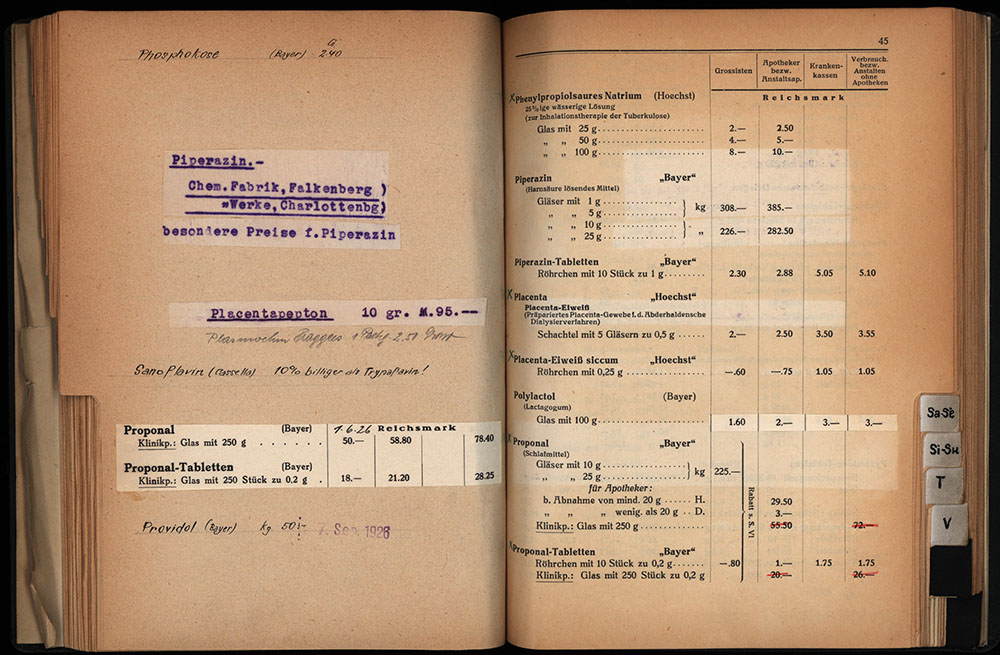 Phosphokose (Bayer) G 240
Piperazin.-
Chem.Fabrik,Falkenberg )
"Werke,Charlottenbg)
besondere Preise f.Piperazin
Placentapepton 10 gr. M.95.--
1 Packg. 2.50
Sanoflavin (Cassella) 10% billiger als Trypaflavin!
1.6.26 Reichsmark
Proponal (Bayer)
Klinikp.: Glas mit 250 g . . . . . . 50.— 58.80 78.40
Proponal-Tabletten (Bayer)
Klinikp.: Glas mit 250 Stück zu 0,2 g . 18.— 21.20 28.25
Providol (Bayer) kg. 50.- 7. Sep. 1926
45
Grossisten
Apotheker bezw. Anstaltsap.
Kranken-kassen
Verbrauch. bezw. Anstalten ohne Apotheken
Reichsmark
Phenylpropiolsaures Natrium (Hoechst)
25%ige wässerige Lösung
(zur Inhalationstherapie der Tuberkulose)
Glas mit 25 g 2.— 2.50
„ „ 50 g 4.— 5.—
„ „ 100 g 8.— 10.—
Piperazin „Bayer"
(Harnsäure lösendes Mittel)
Gläser mit 1 g
„ „ 5 g } kg 308.— 385.—
„ „ 10 g
„ „ 25 g } „ 226.— 282.50
Piperazin-Tabletten „Bayer"
Röhrchen mit 10 Stück zu 1 g 2.30 2.88 5.05 5.10
Placenta „Hoechst"
Placenta-Eiweiß
(Präpariertes Placenta-Gewebe f. d. Abderhaldensche
Dialysierverfahren)
Schachtel mit 5 Gläsern zu 0,5 g 2.— 2.50 3.50 3.55
Placenta-Eiweiß siccum „Hoechst"
Röhrchen mit 0,25 g —.60 —.75 1.05 1.05
Polylactol (Bayer)
(Lactagogum)
Glas mit 100 g 1.60 2.— 3.— 3.—
Proponal „Bayer"
(Schlafmittel)
Gläser mit 10 g
„ „ 25 g } kg 225.—
für Apotheker:
b. Abnahme von mind. 20 g H. 29.50
„ „ „ wenig. als 20 g D. 3.—
Klinikp.: Glas mit 250 g 55.50 72.—
Rabatt s. S. VI
Proponal-Tabletten „Bayer"
Röhrchen mit 10 Stück zu 0,2 g —.80 1.— 1.75 1.75
Klinikp.: Glas mit 250 Stück zu 0,2 g 20.— 26.—
Sa-Se
Si-Su
T
V